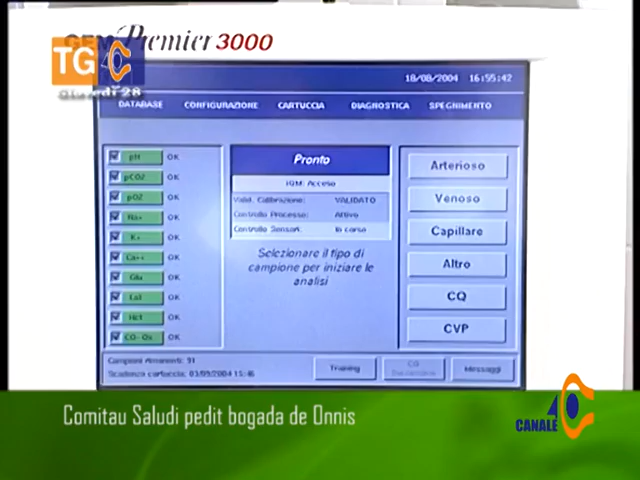 GEM Premier 3000
TG 4C
Giovedì 28
18/08/2004 16:55:42
DATABASE CONFIGURAZIONE CARTUCCIA DIAGNOSTICA SPEGNIMENTO
pH OK
pCO2 OK
pO2 OK
Na+ OK
K+ OK
Ca++ OK
Glu OK
Lat OK
Hct OK
CO-Ox OK
Pronto
IQM: Acceso
Valid. Calibrazione: VALIDATO
Controllo Processo: Attivo
Controllo Sensori: In corso
Selezionare il tipo di
campione per iniziare le
analisi
Arterioso
Venoso
Capillare
Altro
CQ
CVP
Campioni rimanenti: 91
Scadenza cartuccia: 03/09/2004 15:46
Training
CQ
Messaggi
Comitau Saludi pedit bogada de Onnis
CANALE 40